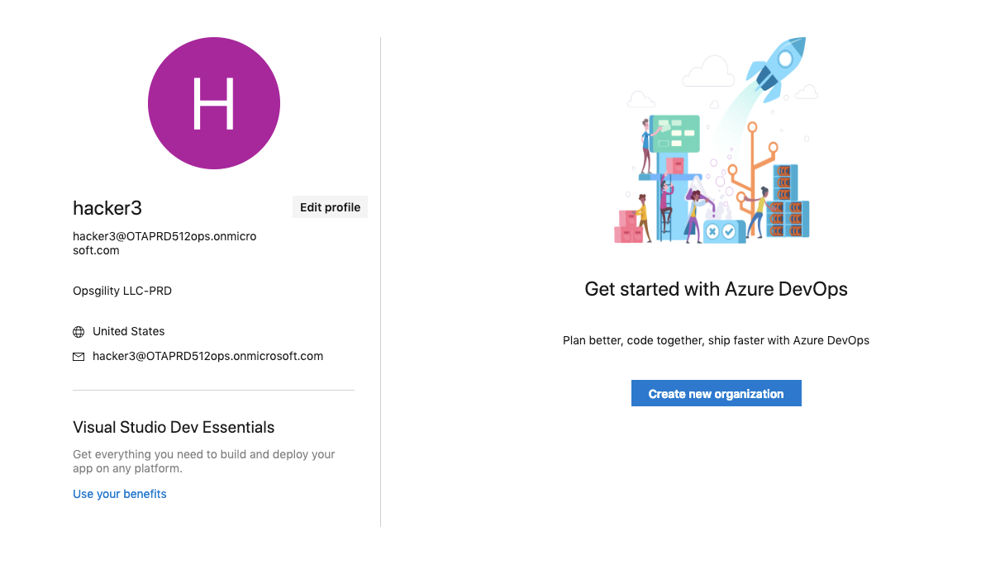 H
hacker3
Edit profile
hacker3@OTAPRD512ops.onmicro
soft.com
Opsgility LLC-PRD
United States
hacker3@OTAPRD512ops.onmicrosoft.com
Visual Studio Dev Essentials
Get everything you need to build and deploy your
app on any platform.
Use your benefits
Get started with Azure DevOps
Plan better, code together, ship faster with Azure DevOps
Create new organization